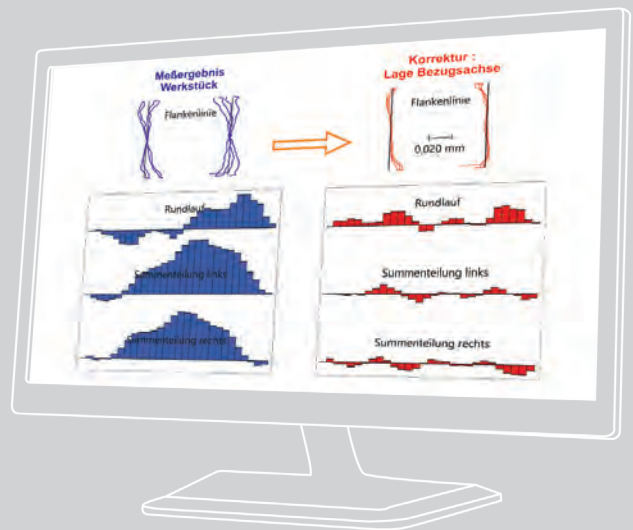 Meßergebnis
Werkstück
Flankenlinie
Rundlauf
Summenteilung links
Summenteilung rechts
Korrektur :
Lage Bezugsachse
Flankenlinie
0,020 mm
Rundlauf
Summenteilung links
Summenteilung rechts